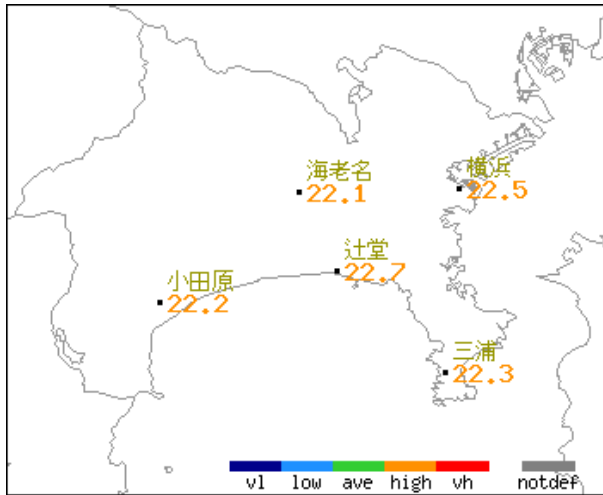 海老名
22.1
横浜
22.5
辻堂
22.7
小田原
22.2
三浦
22.3
vl low ave high vh notdef